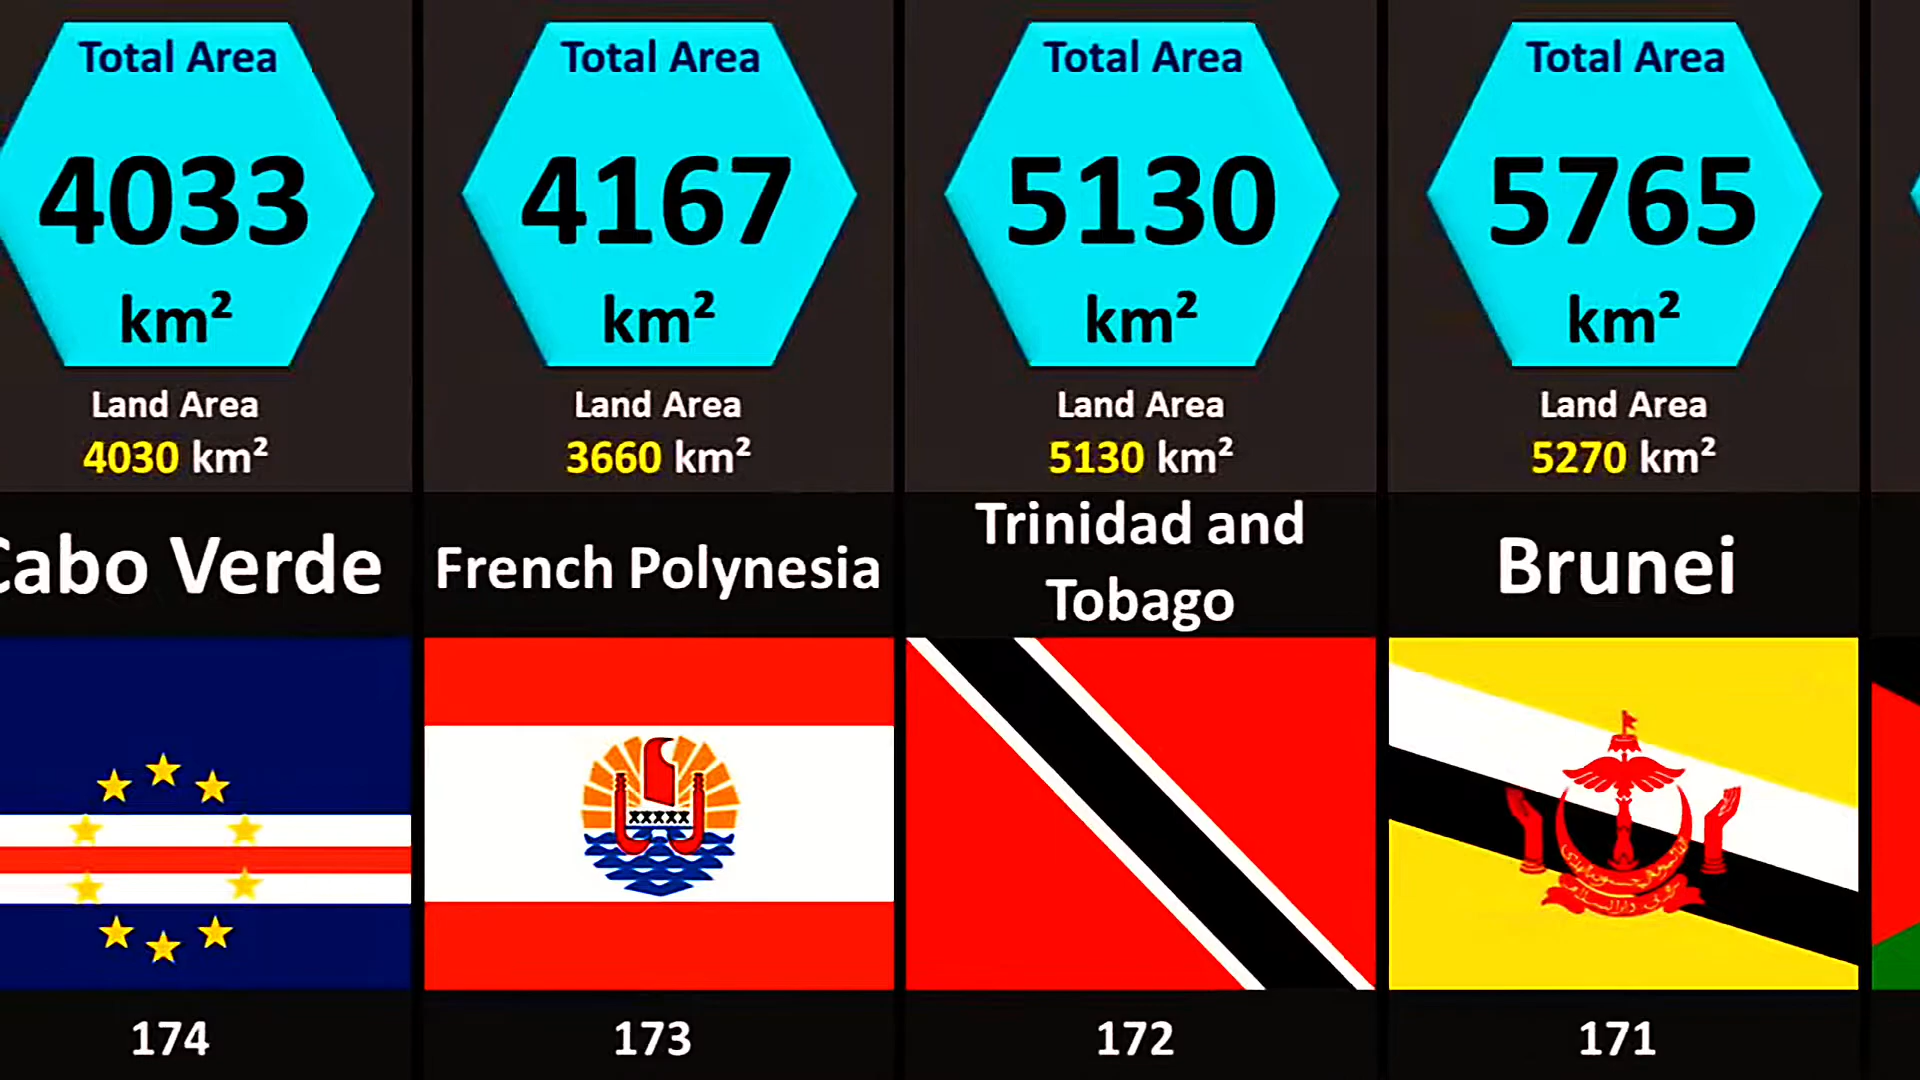 Total Area
4033
km²
Land Area
4030 km²
Cabo Verde
174
Total Area
4167
km²
Land Area
3660 km²
French Polynesia
173
Total Area
5130
km²
Land Area
5130 km²
Trinidad and
Tobago
172
Total Area
5765
km²
Land Area
5270 km²
Brunei
171